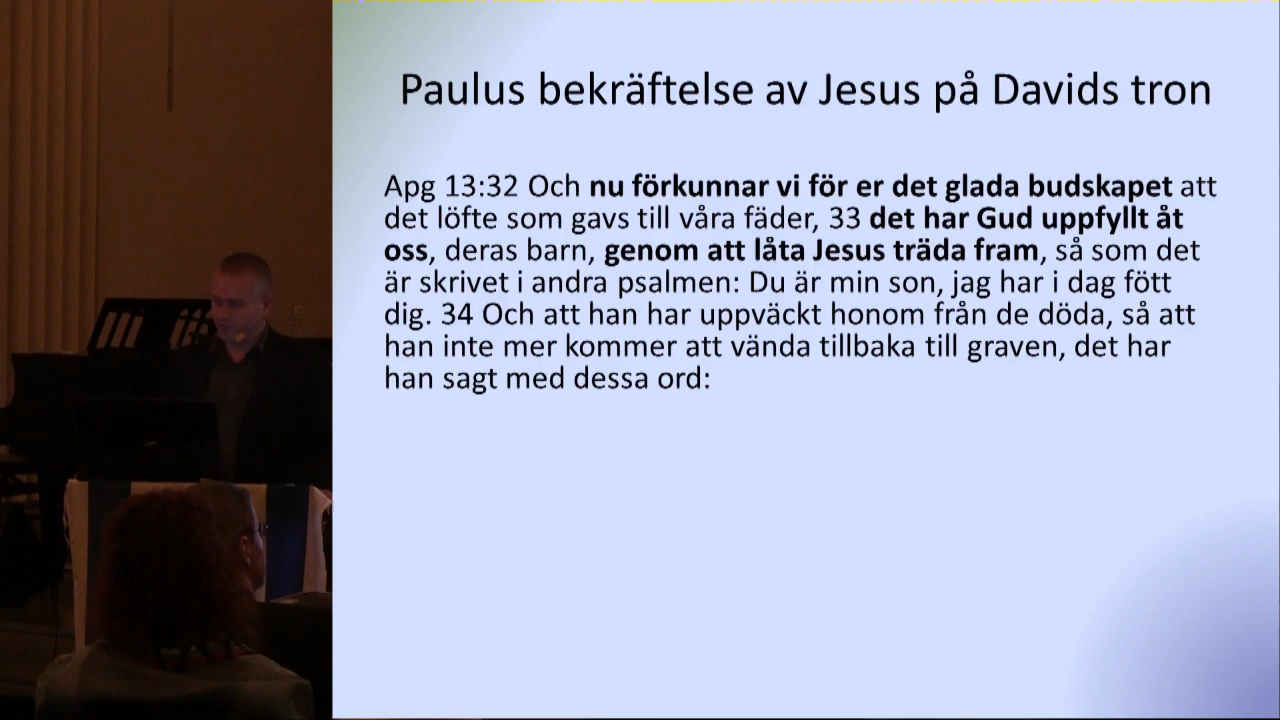 Paulus bekräftelse av Jesus på Davids tron
Apg 13:32 Och nu förkunnar vi för er det glada budskapet att
det löfte som gavs till våra fäder, 33 det har Gud uppfyllt åt
oss, deras barn, genom att låta Jesus träda fram, så som det
är skrivet i andra psalmen: Du är min son, jag har i dag fött
dig. 34 Och att han har uppväckt honom från de döda, så att
han inte mer kommer att vända tillbaka till graven, det har
han sagt med dessa ord: